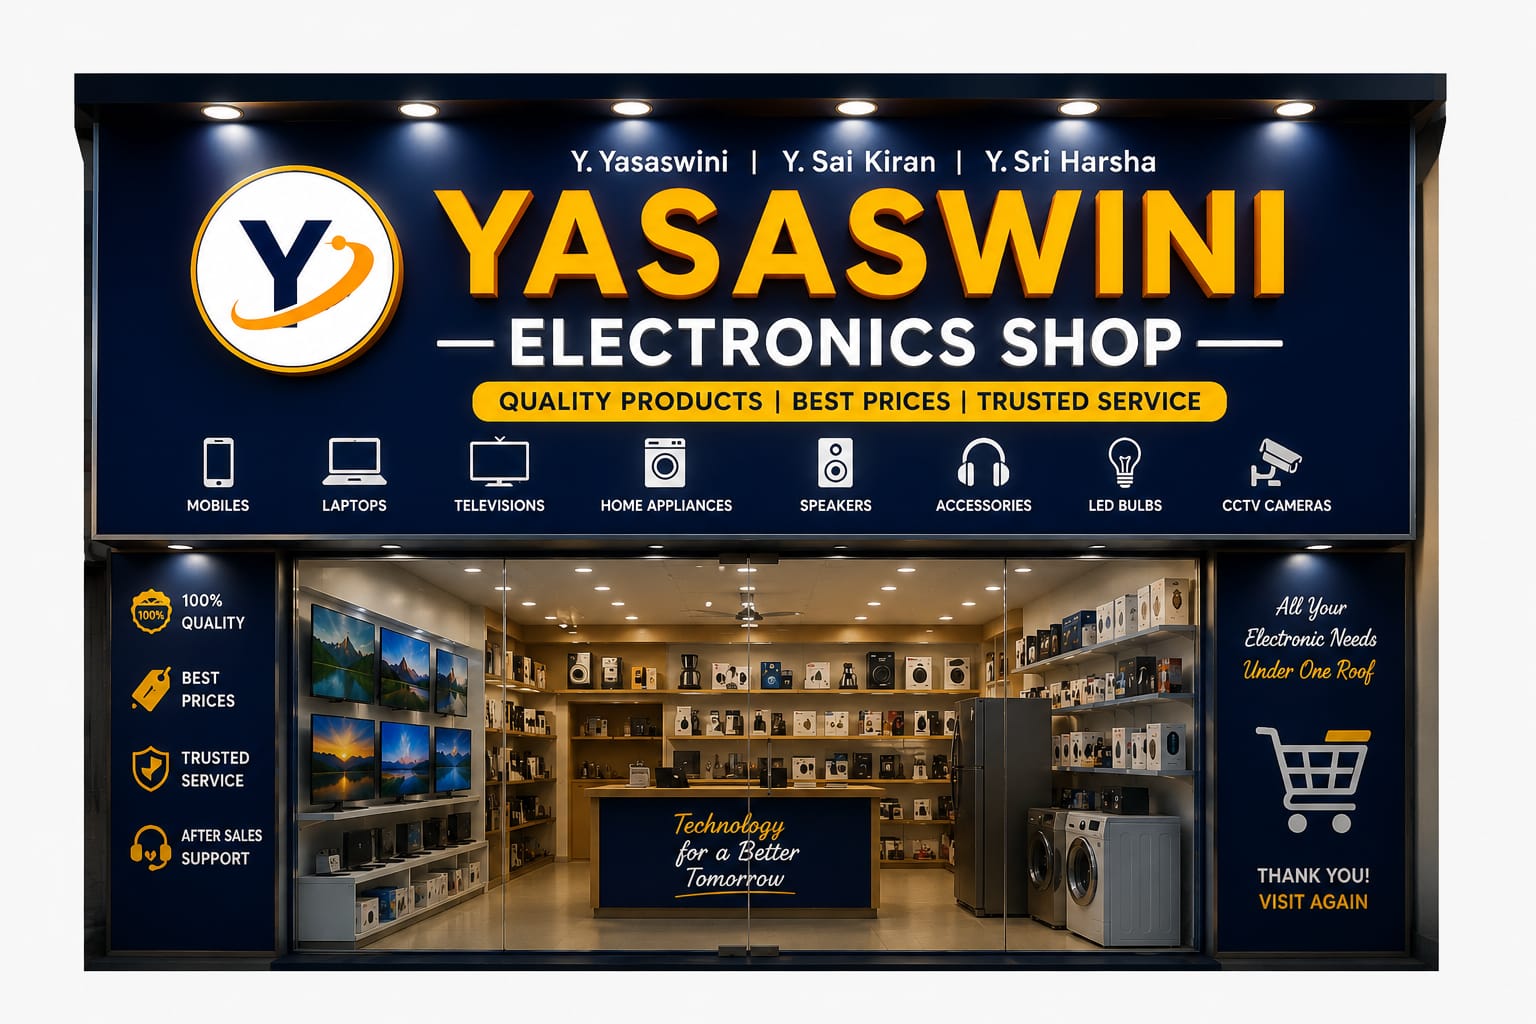 Y. Yasaswini | Y. Sai Kiran | Y. Sri Harsha
Y
YASASWINI
ELECTRONICS SHOP
QUALITY PRODUCTS | BEST PRICES | TRUSTED SERVICE
MOBILES
LAPTOPS
TELEVISIONS
HOME APPLIANCES
SPEAKERS
ACCESSORIES
LED BULBS
CCTV CAMERAS
100%
100%
QUALITY
BEST
PRICES
TRUSTED
SERVICE
AFTER SALES
SUPPORT
Technology
for a Better
Tomorrow
All Your
Electronic Needs
Under One Roof
THANK YOU!
VISIT AGAIN